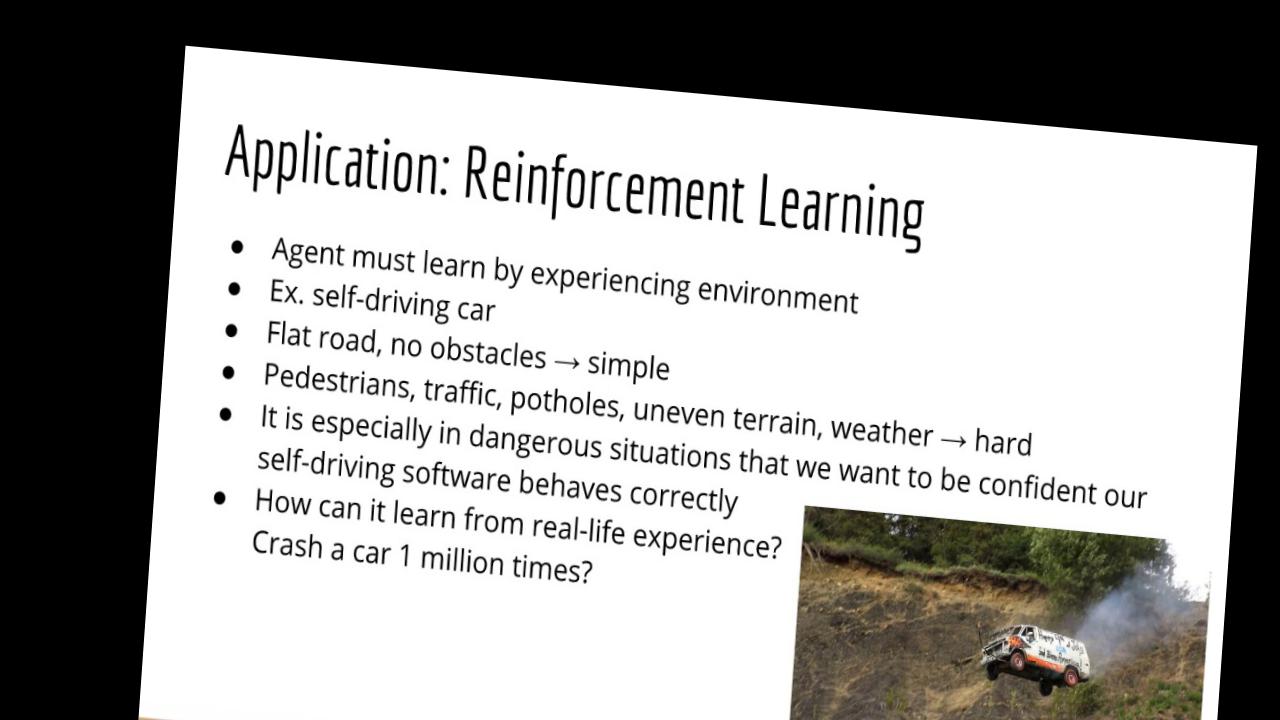 Application: Reinforcement Learning
● Agent must learn by experiencing environment
● Ex. self-driving car
● Flat road, no obstacles → simple
● Pedestrians, traffic, potholes, uneven terrain, weather → hard
● It is especially in dangerous situations that we want to be confident our
self-driving software behaves correctly
● How can it learn from real-life experience?
Crash a car 1 million times?